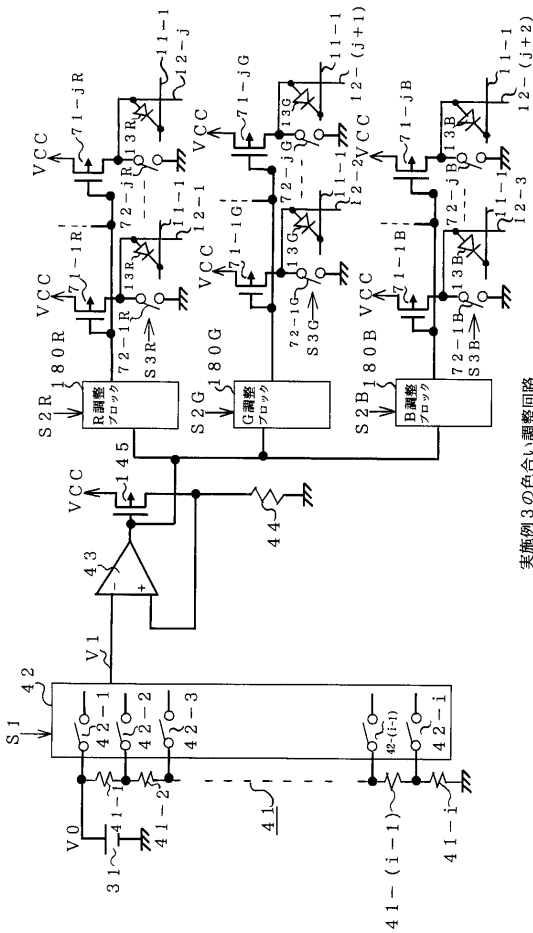 S1
42
V0
V1
31
42-1
42-2
42-3
42-(i-1)
42-i
41-1
41-2
41
41-(i-1)
41-i
43
-
+
VCC
145
44
S2R
180R
R調整
ブロック
VCC
71-1R
72-1R
S3R
13R
11-1
12-1
VCC
71-jR
72-jR
13R
11-1
12-j
S2G
180G
G調整
ブロック
VCC
71-1G
72-1G
S3G
13G
11-1
12-2
VCC
71-jG
72-jG
13G
11-1
12-(j+1)
S2B
180B
B調整
ブロック
VCC
71-1B
72-1B
S3B
13B
11-1
12-3
VCC
71-jB
72-jB
13B
11-1
12-(j+2)
実施例3の色合い調整回路